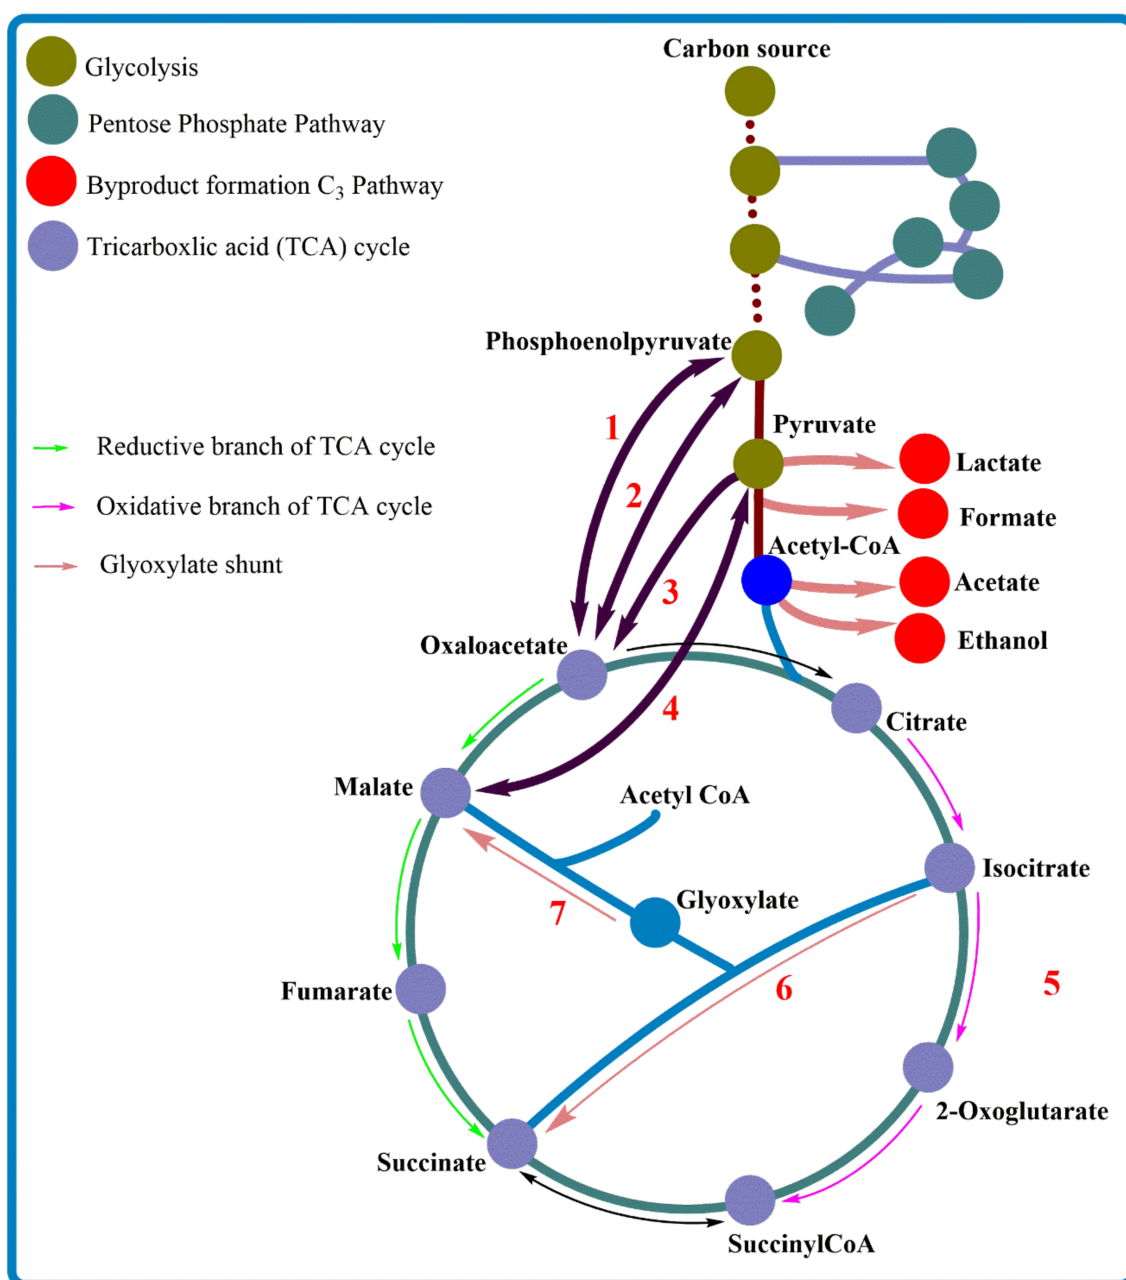 Carbon source
Glycolysis
Pentose Phosphate Pathway
Byproduct formation C₃ Pathway
Tricarboxlic acid (TCA) cycle
Phosphoenolpyruvate
1
Pyruvate
Reductive branch of TCA cycle
Lactate
2
Oxidative branch of TCA cycle
Formate
Acetyl-CoA
Glyoxylate shunt
Acetate
3
Ethanol
Oxaloacetate
4
Citrate
Malate
Acetyl CoA
Isocitrate
Glyoxylate
7
Fumarate
6
5
2-Oxoglutarate
Succinate
SuccinylCoA